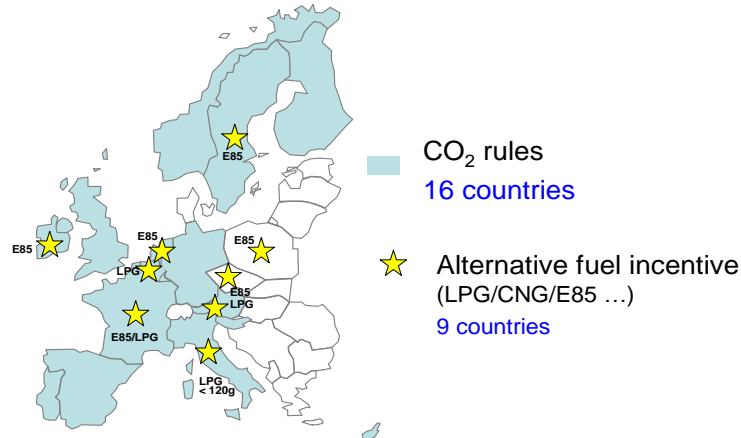 E85
CO₂ rules
16 countries
E85
E85
E85
LPG
Alternative fuel incentive
(LPG/CNG/E85 …)
9 countries
E85
LPG
E85/LPG
LPG
< 120g